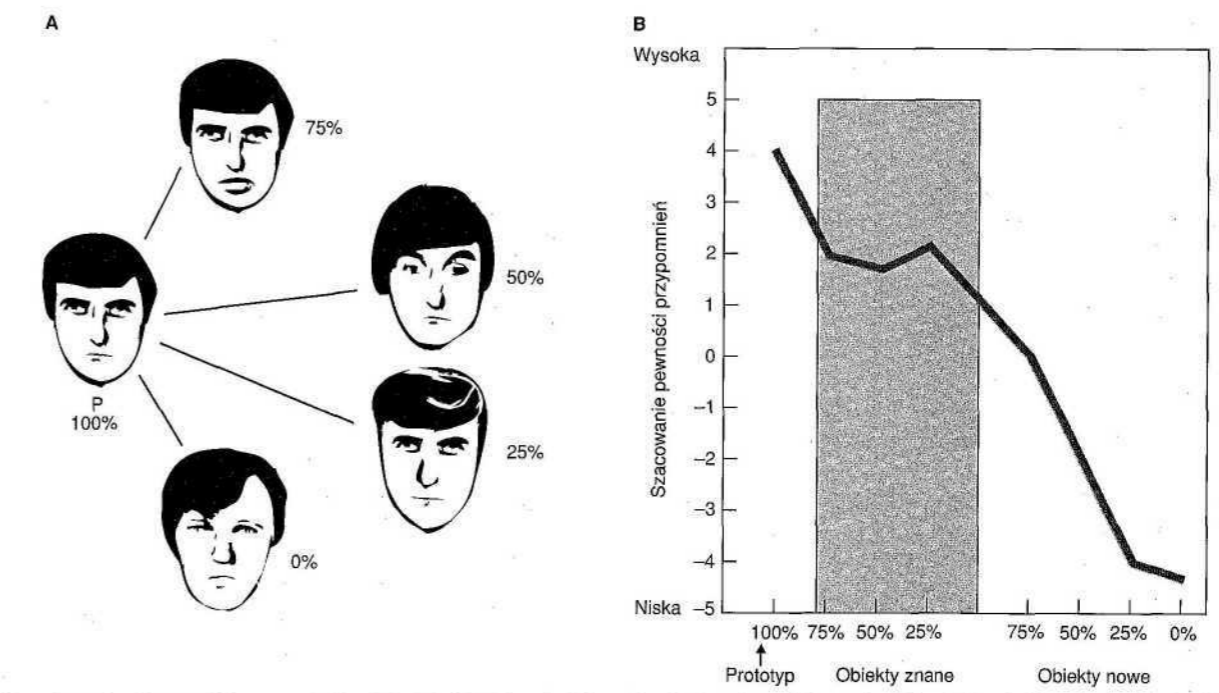 A
75%
50%
P
100%
25%
0%
B
Wysoka
5
4
3
2
1
0
–1
–2
–3
–4
Niska –5
Szacowanie pewności przypomnień
100% 75% 50% 25% 75% 50% 25% 0%
Prototyp Obiekty znane Obiekty nowe